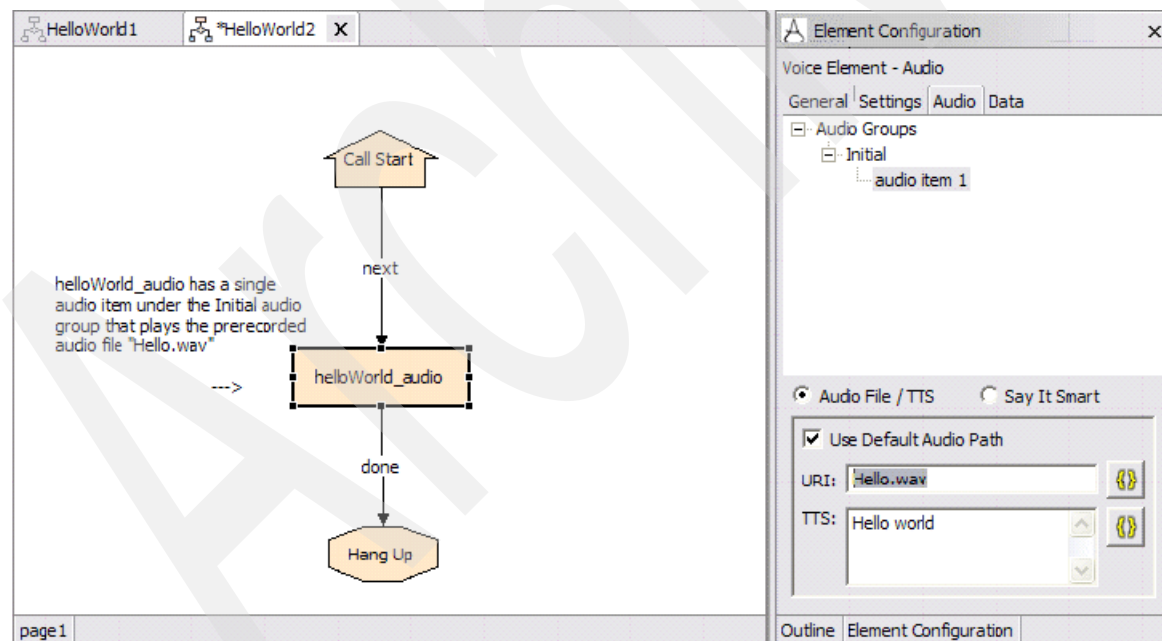 HelloWorld1
*HelloWorld2 X
Call Start
next
helloWorld_audio has a single
audio item under the Initial audio
group that plays the prerecorded
audio file "Hello.wav"
--->
helloWorld_audio
done
Hang Up
page1
Element Configuration
Voice Element - Audio
General Settings Audio Data
Audio Groups
Initial
audio item 1
Audio File / TTS Say It Smart
Use Default Audio Path
URI: Hello.wav
TTS: Hello world
Outline Element Configuration